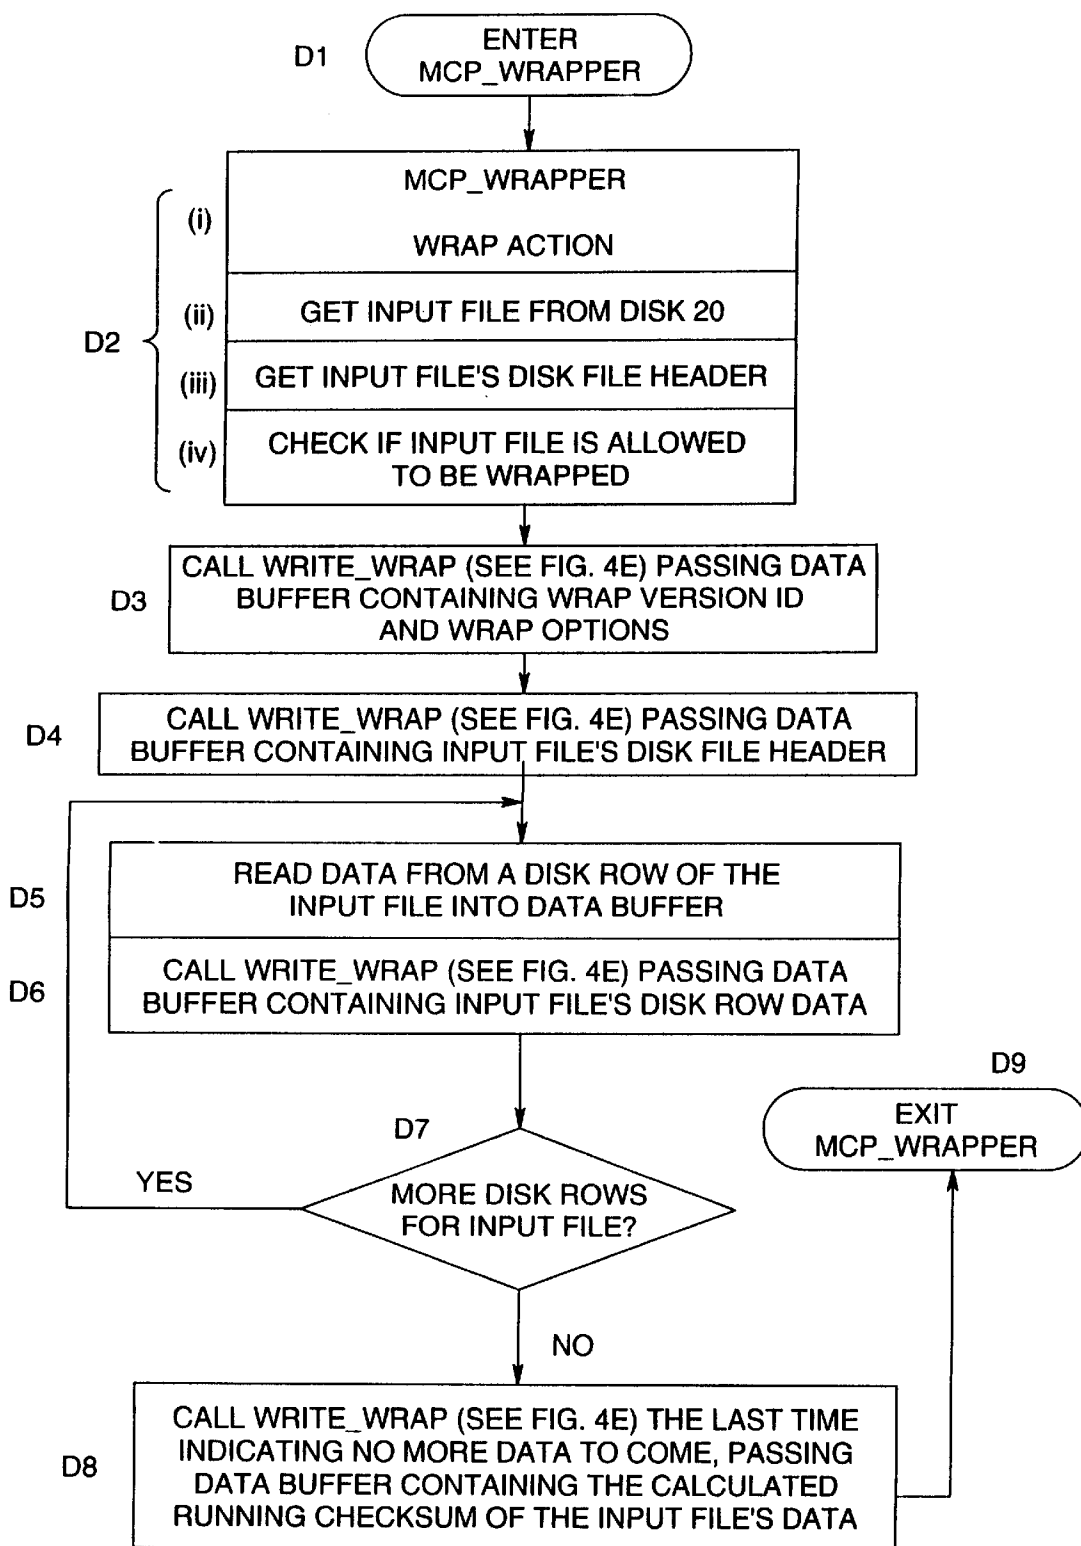 D1
ENTER
MCP_WRAPPER
D2
(i)
MCP_WRAPPER
WRAP ACTION
(ii)
GET INPUT FILE FROM DISK 20
(iii)
GET INPUT FILE'S DISK FILE HEADER
(iv)
CHECK IF INPUT FILE IS ALLOWED
TO BE WRAPPED
D3
CALL WRITE_WRAP (SEE FIG. 4E) PASSING DATA
BUFFER CONTAINING WRAP VERSION ID
AND WRAP OPTIONS
D4
CALL WRITE_WRAP (SEE FIG. 4E) PASSING DATA
BUFFER CONTAINING INPUT FILE'S DISK FILE HEADER
D5
READ DATA FROM A DISK ROW OF THE
INPUT FILE INTO DATA BUFFER
D6
CALL WRITE_WRAP (SEE FIG. 4E) PASSING DATA
BUFFER CONTAINING INPUT FILE'S DISK ROW DATA
D7
MORE DISK ROWS
FOR INPUT FILE?
YES
NO
D8
CALL WRITE_WRAP (SEE FIG. 4E) THE LAST TIME
INDICATING NO MORE DATA TO COME, PASSING
DATA BUFFER CONTAINING THE CALCULATED
RUNNING CHECKSUM OF THE INPUT FILE'S DATA
D9
EXIT
MCP_WRAPPER